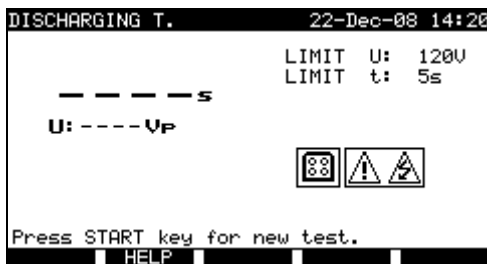 DISCHARGING T. 22-Dec-08 14:20
LIMIT U: 120V
LIMIT t: 5s
----s
U:----Vp
Press START key for new test.
HELP